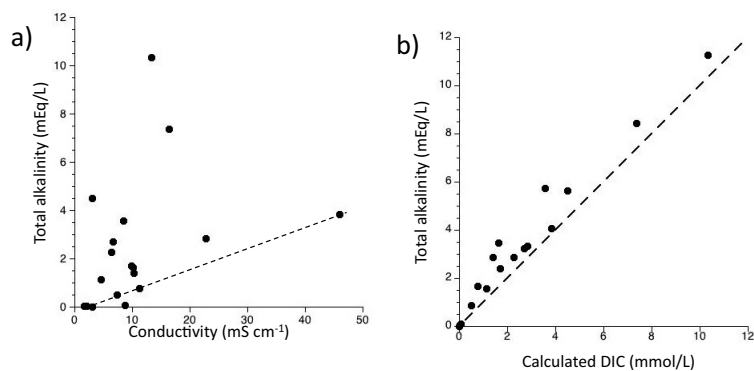 a)
Total alkalinity (mEq/L)
12
10
8
6
4
2
0
0 10 20 30 40 50
Conductivity (mS cm-1)
b)
Total alkalinity (mEq/L)
12
10
8
6
4
2
0
0 2 4 6 8 10 12
Calculated DIC (mmol/L)